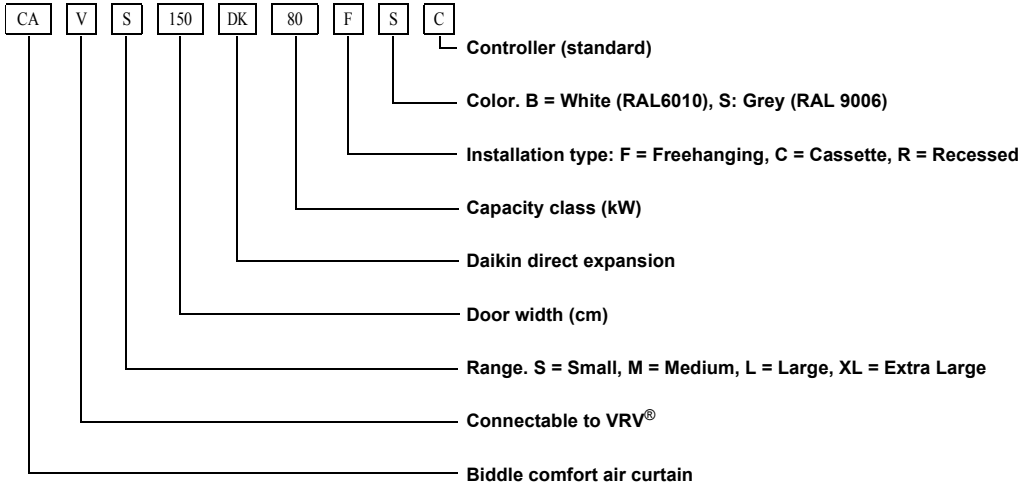 CA V S 150 DK 80 F S C
Controller (standard)
Color. B = White (RAL6010), S: Grey (RAL 9006)
Installation type: F = Freehanging, C = Cassette, R = Recessed
Capacity class (kW)
Daikin direct expansion
Door width (cm)
Range. S = Small, M = Medium, L = Large, XL = Extra Large
Connectable to VRV®
Biddle comfort air curtain